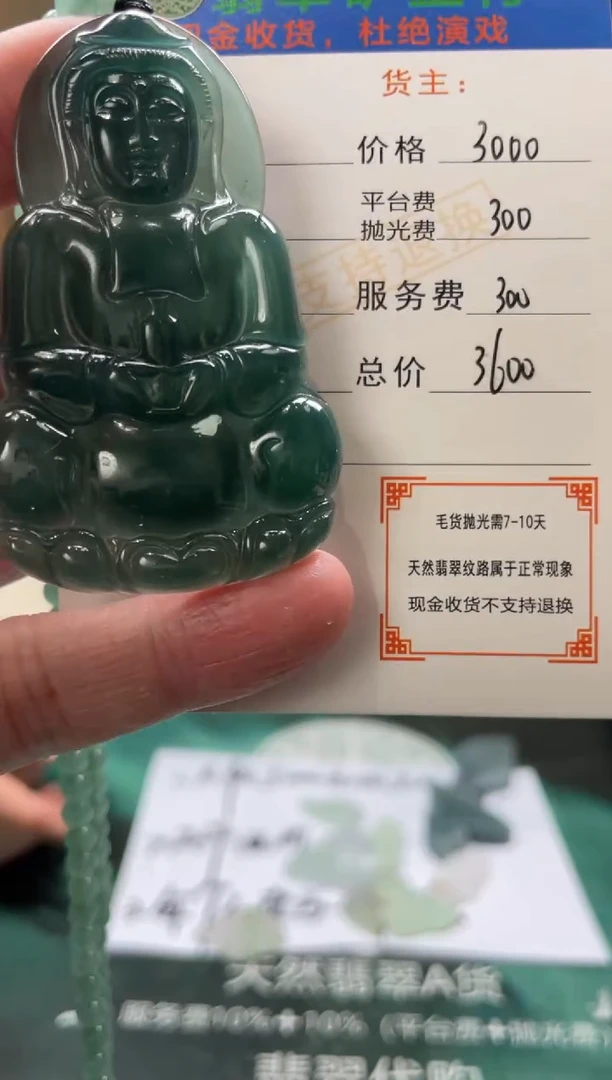 现金收货，杜绝演戏
货主：
价格 3000
平台费
抛光费 300
支持退换
服务费 300
总价 3600
毛货抛光需7-10天
天然翡翠纹路属于正常现象
现金收货不支持退换
天然翡翠A货
服务费10%+10%（平台费+抛光费）
翡翠代购